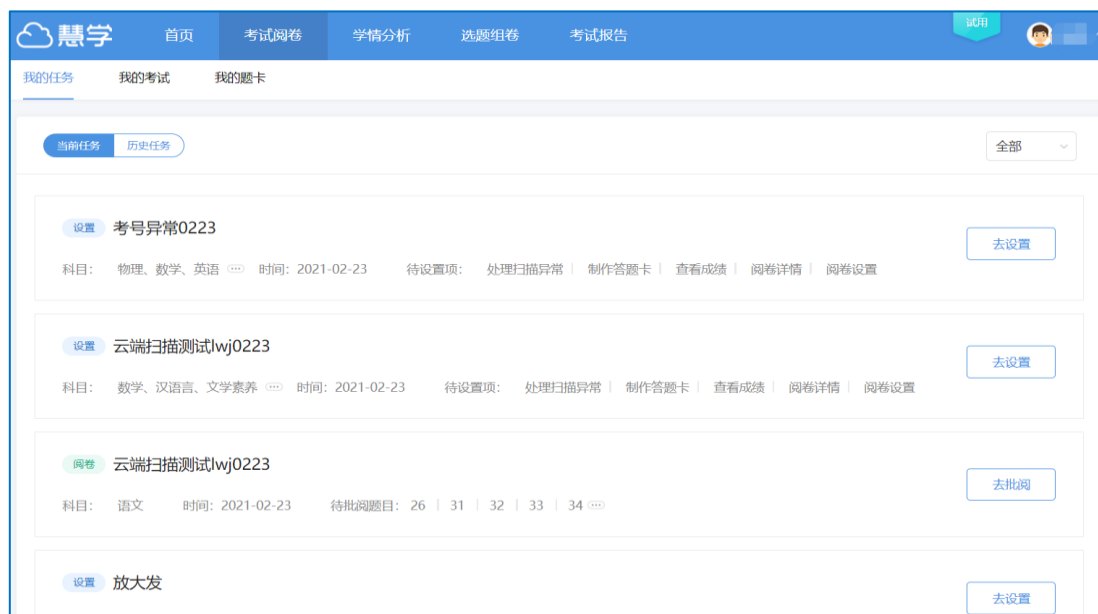 慧学 首页 考试阅卷 学情分析 选题组卷 考试报告 试用
我的任务 我的考试 我的题卡
当前任务 历史任务 全部
设置 考号异常0223
去设置
科目： 物理、数学、英语 时间：2021-02-23 待设置项： 处理扫描异常 制作答题卡 查看成绩 阅卷详情 阅卷设置
设置 云端扫描测试lwj0223
去设置
科目： 数学、汉语言、文学素养 时间：2021-02-23 待设置项： 处理扫描异常 制作答题卡 查看成绩 阅卷详情 阅卷设置
阅卷 云端扫描测试lwj0223
去批阅
科目： 语文 时间：2021-02-23 待批阅题目： 26 31 32 33 34
设置 放大发
去设置